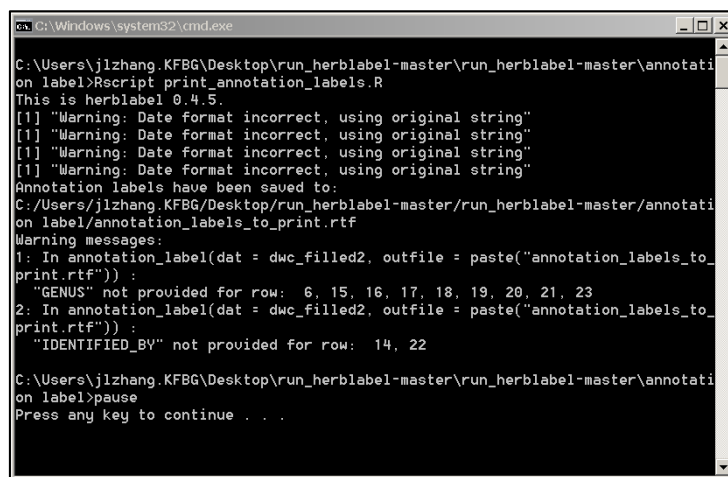 C:\Windows\system32\cmd.exe
C:\Users\jlzhang.KFBG\Desktop\run_herblabel-master\run_herblabel-master\annotati
on label>Rscript print_annotation_labels.R
This is herblabel 0.4.5.
[1] "Warning: Date format incorrect, using original string"
[1] "Warning: Date format incorrect, using original string"
[1] "Warning: Date format incorrect, using original string"
[1] "Warning: Date format incorrect, using original string"
Annotation labels have been saved to:
C:/Users/jlzhang.KFBG/Desktop/run_herblabel-master/run_herblabel-master/annotati
on label/annotation_labels_to_print.rtf
Warning messages:
1: In annotation_label(dat = dwc_filled2, outfile = paste("annotation_labels_to_
print.rtf")) :
"GENUS" not provided for row:  6, 15, 16, 17, 18, 19, 20, 21, 23
2: In annotation_label(dat = dwc_filled2, outfile = paste("annotation_labels_to_
print.rtf")) :
"IDENTIFIED_BY" not provided for row:  14, 22
C:\Users\jlzhang.KFBG\Desktop\run_herblabel-master\run_herblabel-master\annotati
on label>pause
Press any key to continue . . .